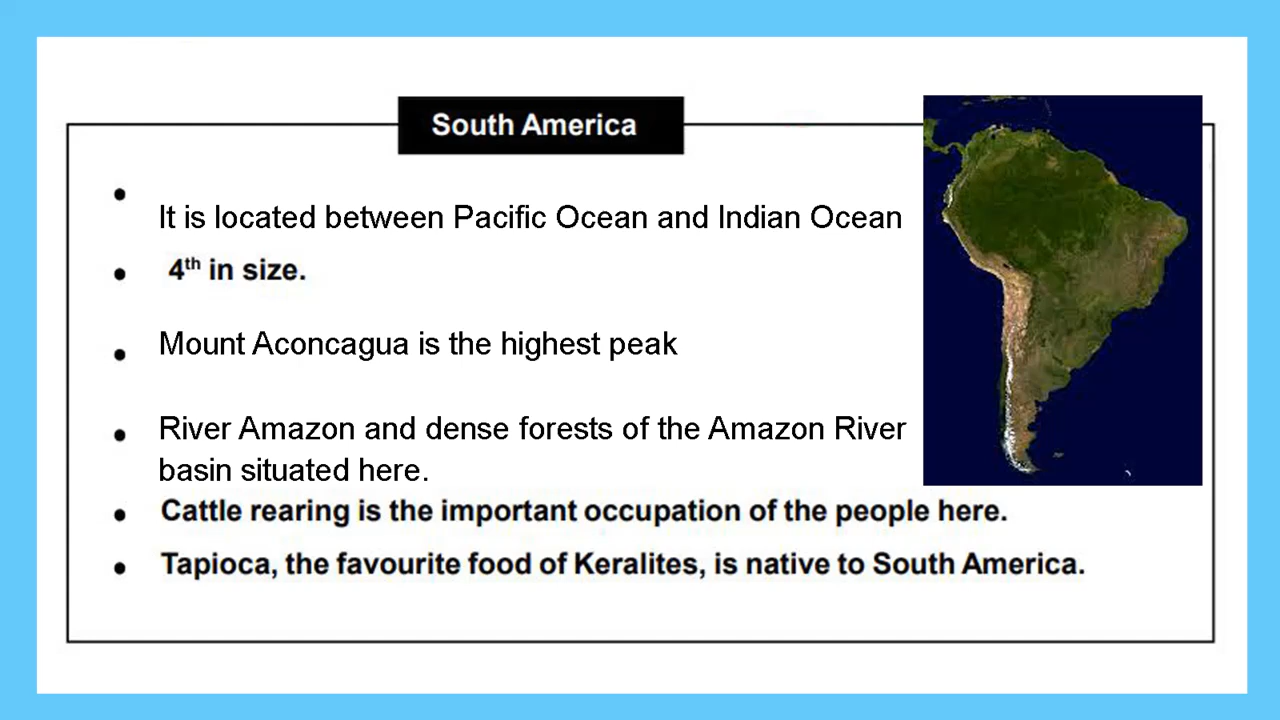 South America
It is located between Pacific Ocean and Indian Ocean
4th in size.
Mount Aconcagua is the highest peak
River Amazon and dense forests of the Amazon River
basin situated here.
Cattle rearing is the important occupation of the people here.
Tapioca, the favourite food of Keralites, is native to South America.